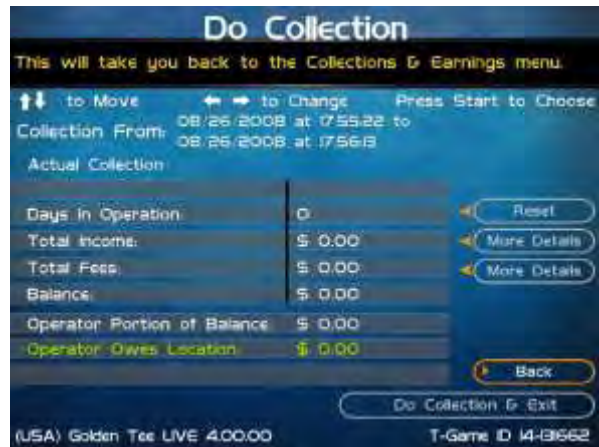 Do Collection
This will take you back to the Collections & Earnings menu.
to Move to Change Press Start to Choose
Collection From: 08/26/2008 at 17:55:22 to
08/26/2008 at 17:56:13
Actual Collection
Days in Operation: 0 Reset
Total Income: $ 0.00 More Details
Total Fees: $ 0.00 More Details
Balance: $ 0.00
Operator Portion of Balance $ 0.00
Operator Owes Location: $ 0.00
Back
Do Collection & Exit
(USA) Golden Tee LIVE 4.00.00 T-Game ID 14-131662